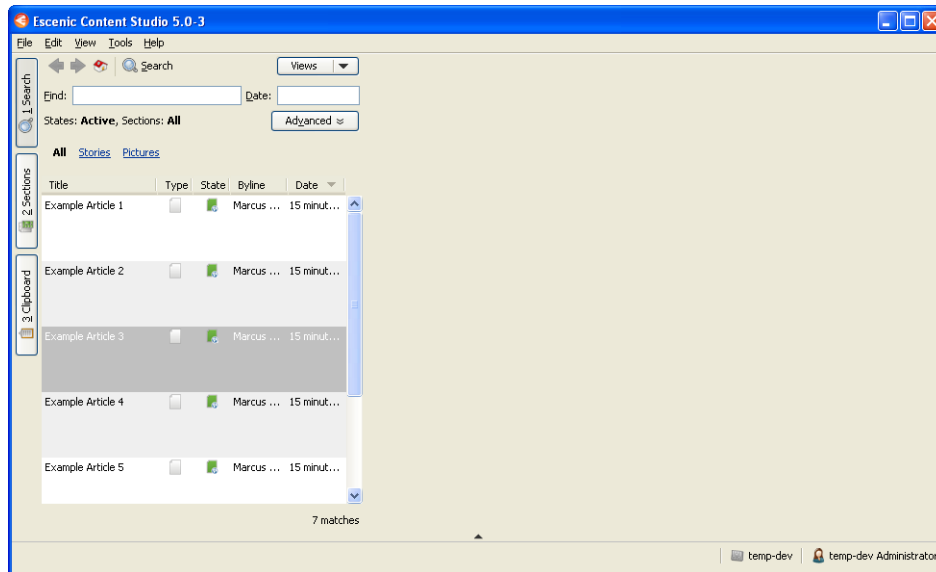 Escenic Content Studio 5.0-3
File Edit View Tools Help
Search Views
Find: Date:
States: Active, Sections: All Advanced
All Stories Pictures
Title Type State Byline Date
Example Article 1 Marcus ... 15 minut...
Example Article 2 Marcus ... 15 minut...
Example Article 3 Marcus ... 15 minut...
Example Article 4 Marcus ... 15 minut...
Example Article 5 Marcus ... 15 minut...
7 matches
1 Search
2 Sections
3 Clipboard
temp-dev temp-dev Administrator